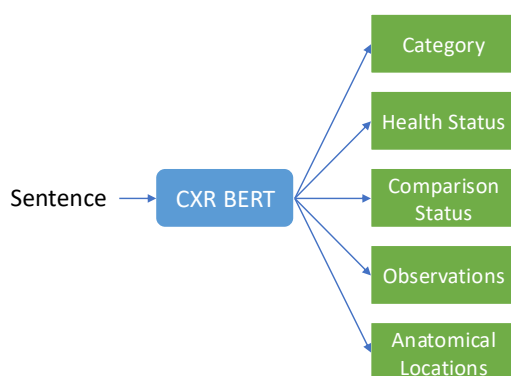 Category
Health Status
Sentence
CXR BERT
Comparison
Status
Observations
Anatomical
Locations